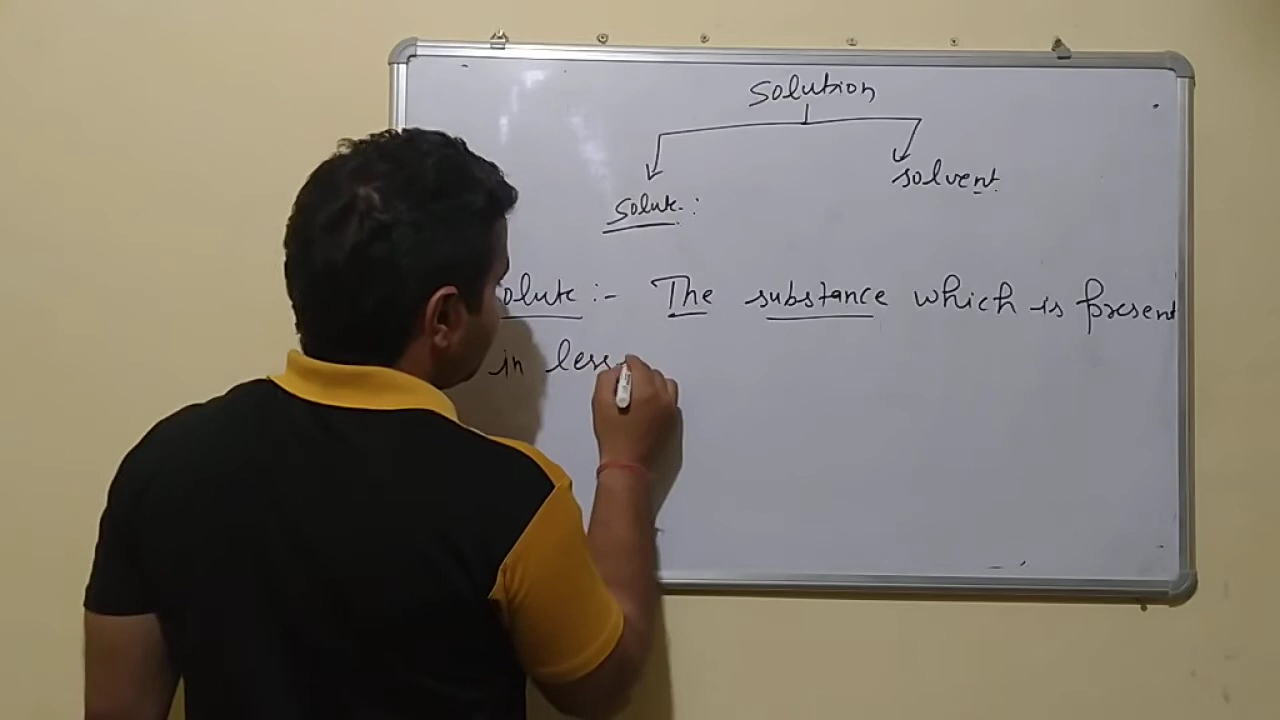 Solution
solvent
Solute :
olute :- The substance which is present
in less